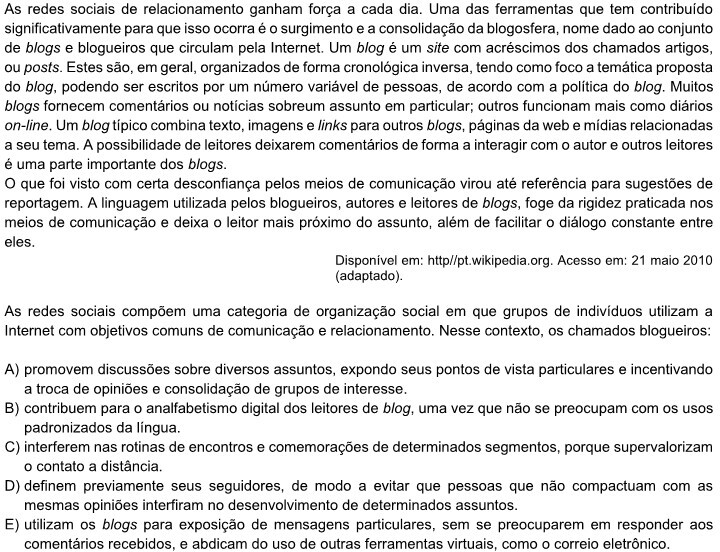 As redes sociais de relacionamento ganham força a cada dia. Uma das ferramentas que tem contribuído
significativamente para que isso ocorra é o surgimento e a consolidação da blogosfera, nome dado ao conjunto
de blogs e blogueiros que circulam pela Internet. Um blog é um site com acréscimos dos chamados artigos,
ou posts. Estes são, em geral, organizados de forma cronológica inversa, tendo como foco a temática proposta
do blog, podendo ser escritos por um número variável de pessoas, de acordo com a política do blog. Muitos
blogs fornecem comentários ou notícias sobreum assunto em particular; outros funcionam mais como diários
on-line. Um blog típico combina texto, imagens e links para outros blogs, páginas da web e mídias relacionadas
a seu tema. A possibilidade de leitores deixarem comentários de forma a interagir com o autor e outros leitores
é uma parte importante dos blogs.
O que foi visto com certa desconfiança pelos meios de comunicação virou até referência para sugestões de
reportagem. A linguagem utilizada pelos blogueiros, autores e leitores de blogs, foge da rigidez praticada nos
meios de comunicação e deixa o leitor mais próximo do assunto, além de facilitar o diálogo constante entre
eles.
Disponível em: http//pt.wikipedia.org. Acesso em: 21 maio 2010
(adaptado).
As redes sociais compõem uma categoria de organização social em que grupos de indivíduos utilizam a
Internet com objetivos comuns de comunicação e relacionamento. Nesse contexto, os chamados blogueiros:
A) promovem discussões sobre diversos assuntos, expondo seus pontos de vista particulares e incentivando
a troca de opiniões e consolidação de grupos de interesse.
B) contribuem para o analfabetismo digital dos leitores de blog, uma vez que não se preocupam com os usos
padronizados da língua.
C) interferem nas rotinas de encontros e comemorações de determinados segmentos, porque supervalorizam
o contato a distância.
D) definem previamente seus seguidores, de modo a evitar que pessoas que não compactuam com as
mesmas opiniões interfiram no desenvolvimento de determinados assuntos.
E) utilizam os blogs para exposição de mensagens particulares, sem se preocuparem em responder aos
comentários recebidos, e abdicam do uso de outras ferramentas virtuais, como o correio eletrônico.